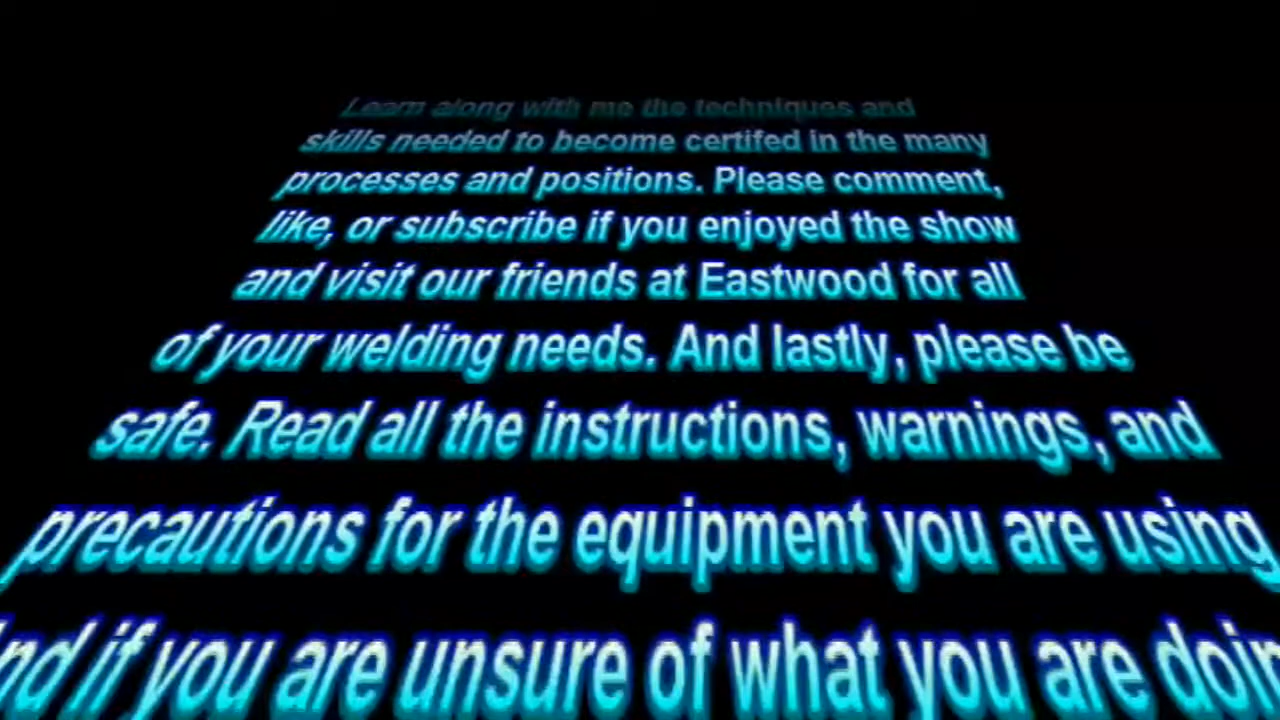 Learn along with me the techniques and
skills needed to become certifed in the many
processes and positions. Please comment,
like, or subscribe if you enjoyed the show
and visit our friends at Eastwood for all
of your welding needs. And lastly, please be
safe. Read all the instructions, warnings, and
precautions for the equipment you are using
if you are unsure of what you are